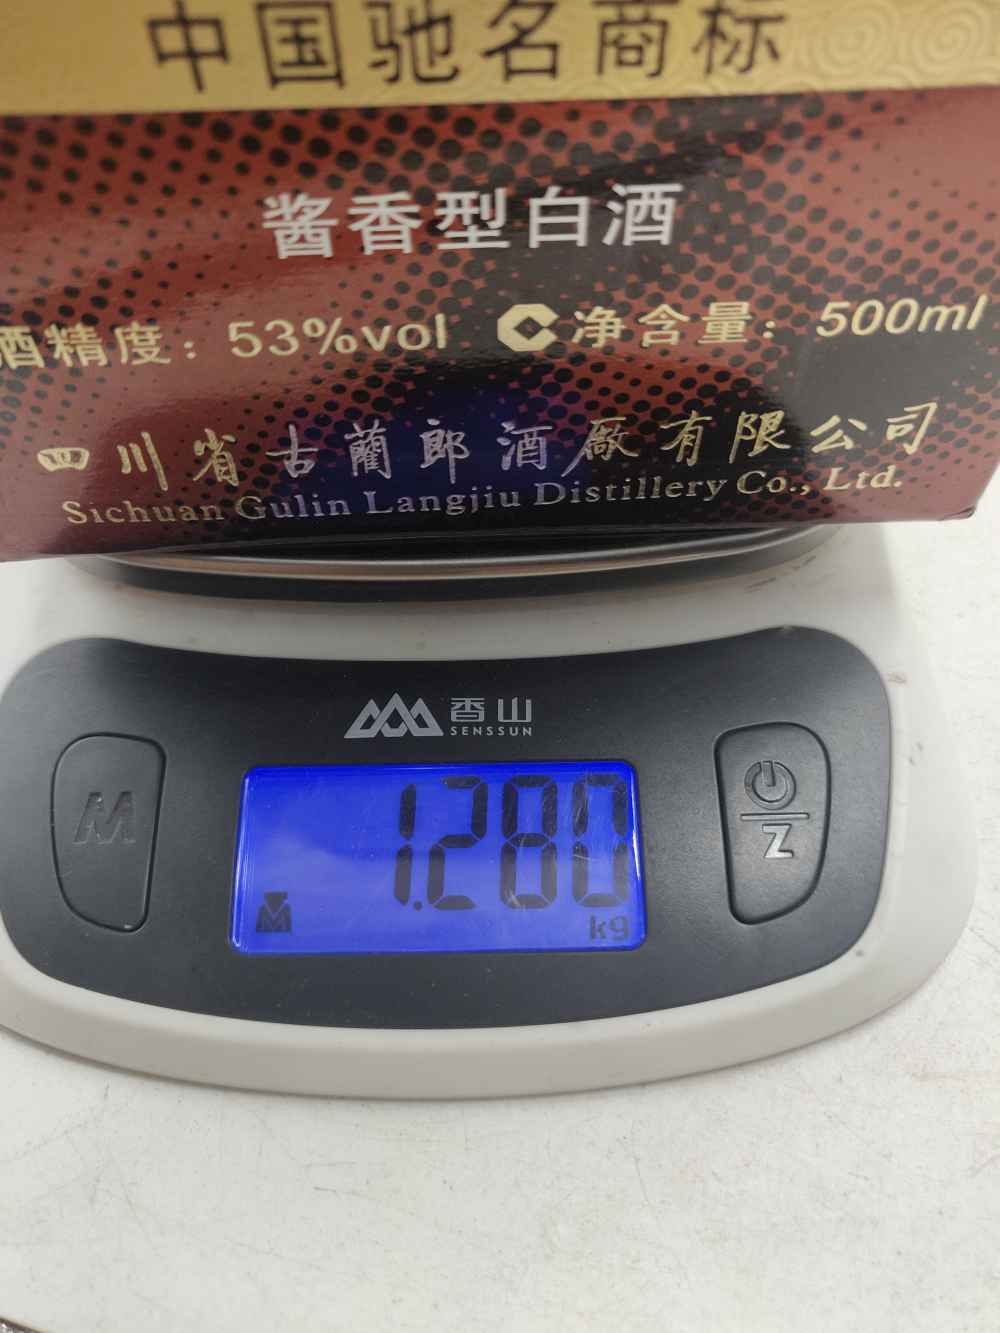 中国驰名商标
酱香型白酒
酒精度：53%vol 净含量：500ml
四川省古蔺郎酒廠有限公司
Sichuan Gulin Langjiu Distillery Co., Ltd.
香山
SENSSUN
M
Z
1.280
kg